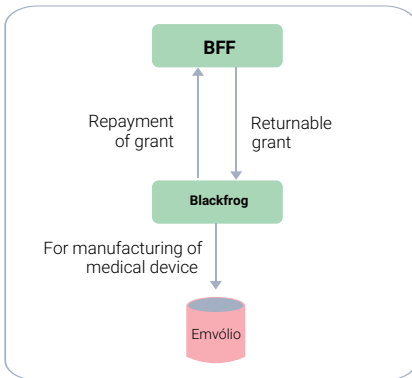 BFF
Repayment
of grant
Returnable
grant
Blackfrog
For manufacturing of
medical device
Emvólio